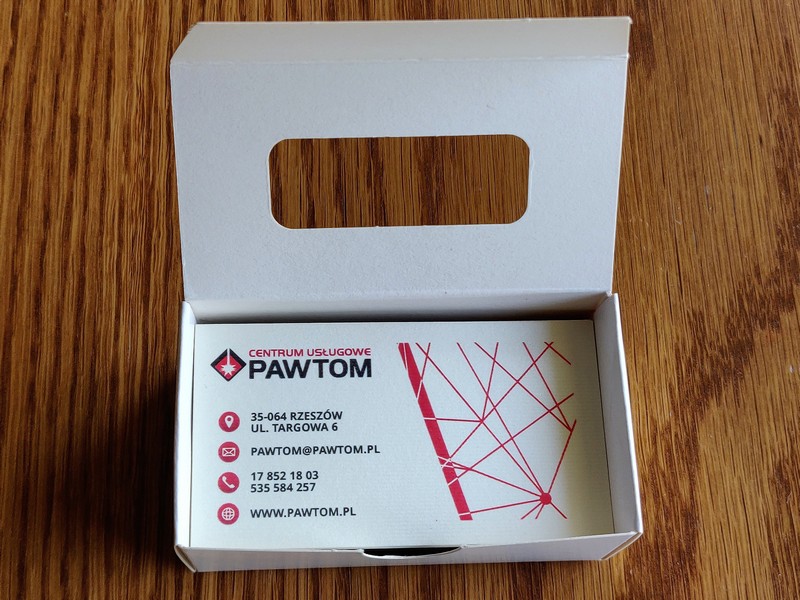 CENTRUM USŁUGOWE
PAWTOM
35-064 RZESZÓW
UL. TARGOWA 6
PAWTOM@PAWTOM.PL
17 852 18 03
535 584 257
WWW.PAWTOM.PL